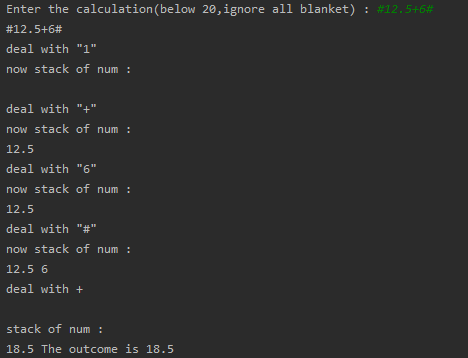 Enter the calculation(below 20,ignore all blanket) : #12.5+6#
#12.5+6#
deal with "1"
now stack of num :
deal with "+"
now stack of num :
12.5
deal with "6"
now stack of num :
12.5
deal with "#"
now stack of num :
12.5 6
deal with +
stack of num :
18.5 The outcome is 18.5